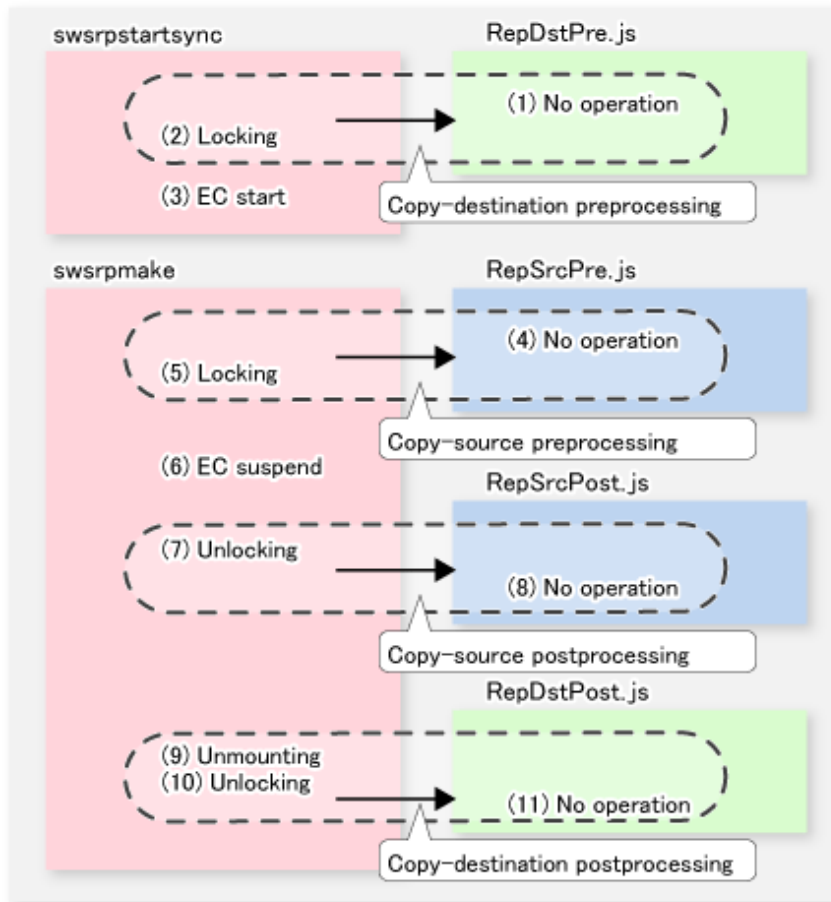 swsrpstartsync
RepDstPre.js
(1) No operation
(2) Locking
(3) EC start
Copy-destination preprocessing
swsrpmake
RepSrcPre.js
(4) No operation
(5) Locking
Copy-source preprocessing
(6) EC suspend
RepSrcPost.js
(7) Unlocking
(8) No operation
Copy-source postprocessing
RepDstPost.js
(9) Unmounting
(10) Unlocking
(11) No operation
Copy-destination postprocessing